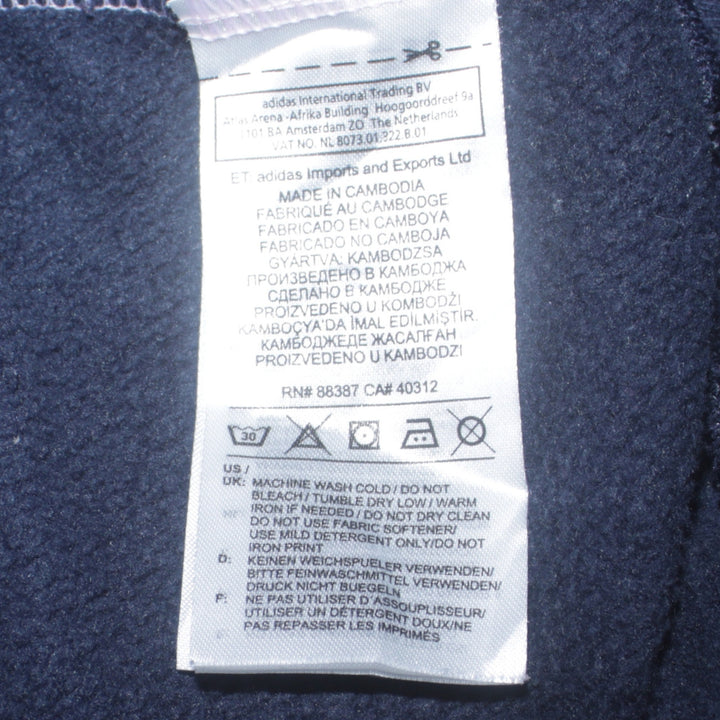 adidas International Trading BV
Atlas Arena -Afrika Building Hoogoorddreef 9a
1101 BA Amsterdam ZO The Netherlands
VAT NO. NL 8073.01.922.B.01
ET: adidas Imports and Exports Ltd
MADE IN CAMBODIA
FABRIQUÉ AU CAMBODGE
FABRICADO EN CAMBOYA
FABRICADO NO CAMBOJA
GYÁRTVA: KAMBODZSA
ПРОИЗВЕДЕНО В КАМБОДЖА
СДЕЛАНО В КАМБОДЖЕ
PROIZVEDENO U KOMBODŽI
KAMBOÇYA'DA İMAL EDİLMİŞTİR.
КАМБОДЖЕДЕ ЖАСАЛҒАН
PROIZVEDENO U KAMBODZI
RN# 88387 CA# 40312
30
US /
UK: MACHINE WASH COLD / DO NOT
BLEACH / TUMBLE DRY LOW / WARM
IRON IF NEEDED / DO NOT DRY CLEAN
DO NOT USE FABRIC SOFTENER/
USE MILD DETERGENT ONLY/DO NOT
IRON PRINT
D: KEINEN WEICHSPUELER VERWENDEN/
BITTE FEINWASCHMITTEL VERWENDEN/
DRUCK NICHT BUEGELN
F: NE PAS UTILISER D'ASSOUPLISSEUR/
UTILISER UN DÉTERGENT DOUX/NE
PAS REPASSER LES IMPRIMÉS